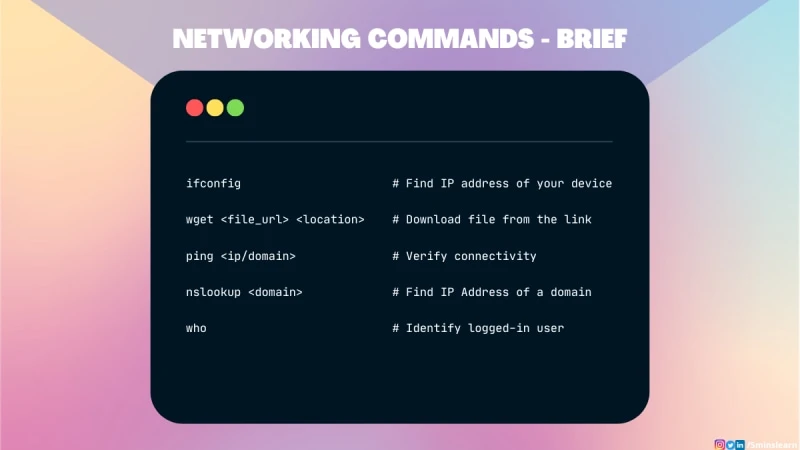 NETWORKING COMMANDS - BRIEF
ifconfig # Find IP address of your device
wget <file_url> <location> # Download file from the link
ping <ip/domain> # Verify connectivity
nslookup <domain> # Find IP Address of a domain
who # Identify logged-in user
/5minslearn